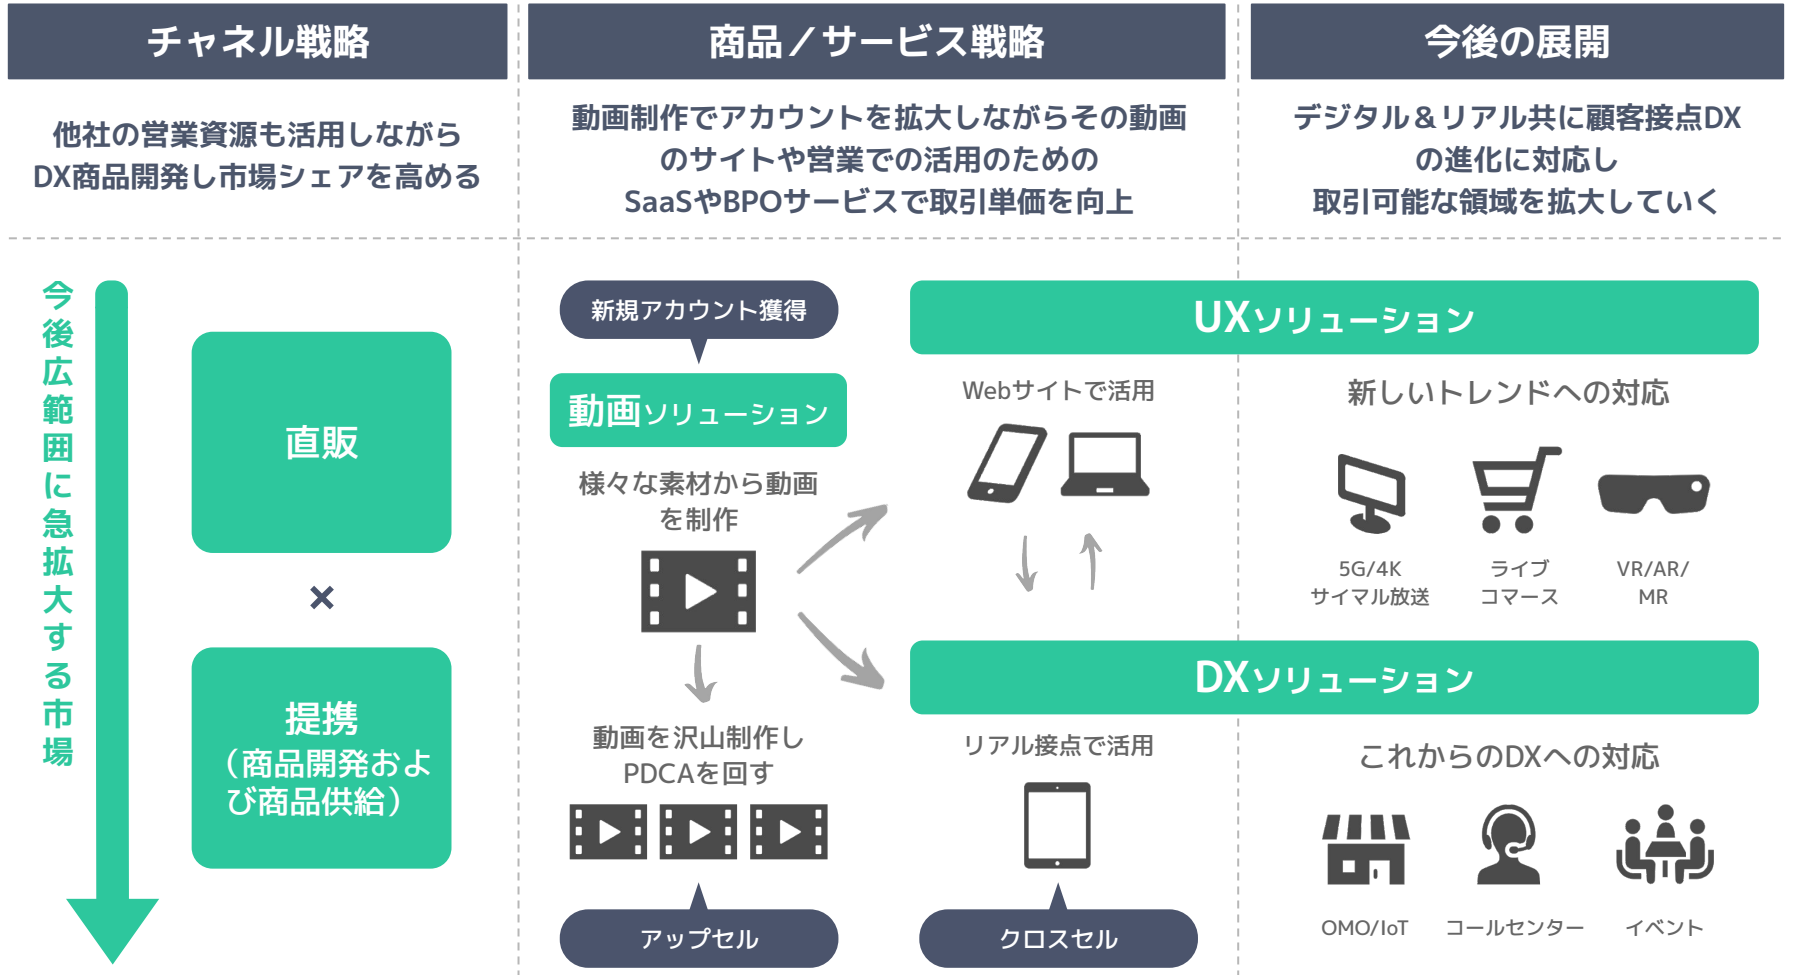 チャネル戦略
他社の営業資源も活用しながら
DX商品開発し市場シェアを高める
今後広範囲に急拡大する市場
直販
×
提携
（商品開発およ
び商品供給）
商品／サービス戦略
動画制作でアカウントを拡大しながらその動画
のサイトや営業での活用のための
SaaSやBPOサービスで取引単価を向上
新規アカウント獲得
動画ソリューション
様々な素材から動画
を制作
動画を沢山制作し
PDCAを回す
アップセル
UXソリューション
Webサイトで活用
DXソリューション
リアル接点で活用
クロスセル
今後の展開
デジタル＆リアル共に顧客接点DX
の進化に対応し
取引可能な領域を拡大していく
新しいトレンドへの対応
5G/4K
サイマル放送
ライブ
コマース
VR/AR/
MR
これからのDXへの対応
OMO/IoT
コールセンター
イベント